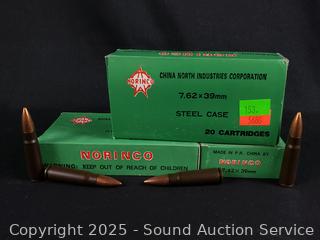 NORINCO
CHINA NORTH INDUSTRIES CORPORATION
7.62×39mm
STEEL CASE
20 CARTRIDGES
NORINCO
WARNING: KEEP OUT OF REACH OF CHILDREN
MADE IN P.R. CHINA BY
NORINCO
7.62×39mm
Copyright 2025 - Sound Auction Service